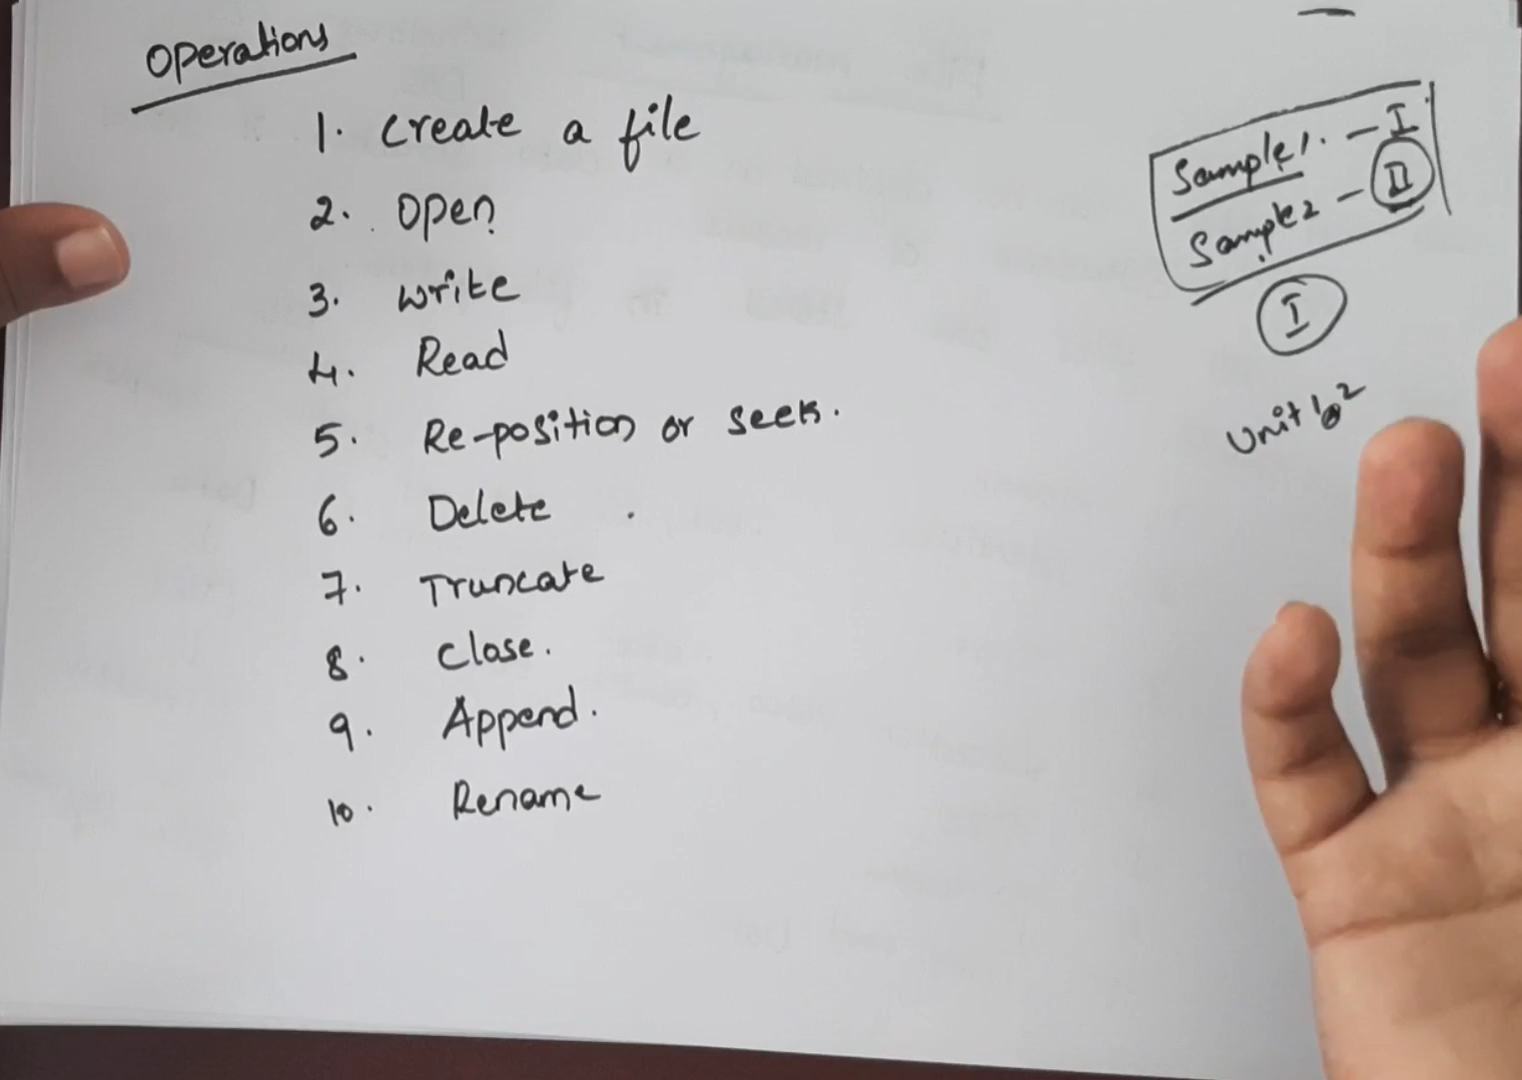 Operations
1. Create a file
2. Open
3. Write
4. Read
5. Re-position or seek.
6. Delete
7. Truncate
8. Close.
9. Append.
10. Rename
Sample1. - I
Sample2 - II
I
Unit 1 2